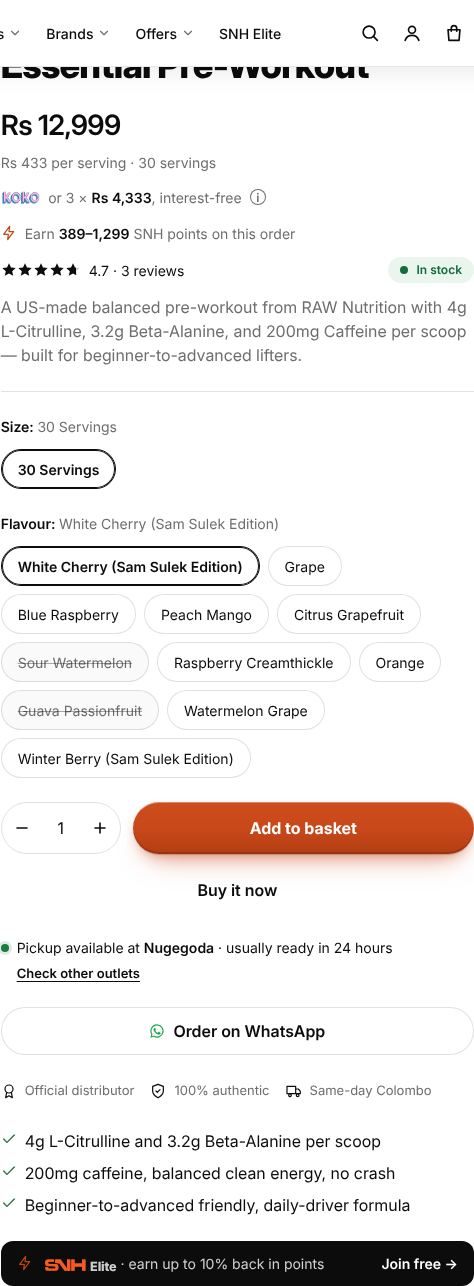 s
Brands
Offers
SNH Elite
Essential Pre-Workout
Rs 12,999
Rs 433 per serving · 30 servings
KOKO or 3 × Rs 4,333, interest-free
Earn 389–1,299 SNH points on this order
4.7 · 3 reviews
In stock
A US-made balanced pre-workout from RAW Nutrition with 4g
L-Citrulline, 3.2g Beta-Alanine, and 200mg Caffeine per scoop
— built for beginner-to-advanced lifters.
Size: 30 Servings
30 Servings
Flavour: White Cherry (Sam Sulek Edition)
White Cherry (Sam Sulek Edition)
Grape
Blue Raspberry
Peach Mango
Citrus Grapefruit
Sour Watermelon
Raspberry Creamthickle
Orange
Guava Passionfruit
Watermelon Grape
Winter Berry (Sam Sulek Edition)
− 1 +
Add to basket
Buy it now
Pickup available at Nugegoda · usually ready in 24 hours
Check other outlets
Order on WhatsApp
Official distributor
100% authentic
Same-day Colombo
4g L-Citrulline and 3.2g Beta-Alanine per scoop
200mg caffeine, balanced clean energy, no crash
Beginner-to-advanced friendly, daily-driver formula
SNH Elite · earn up to 10% back in points
Join free →